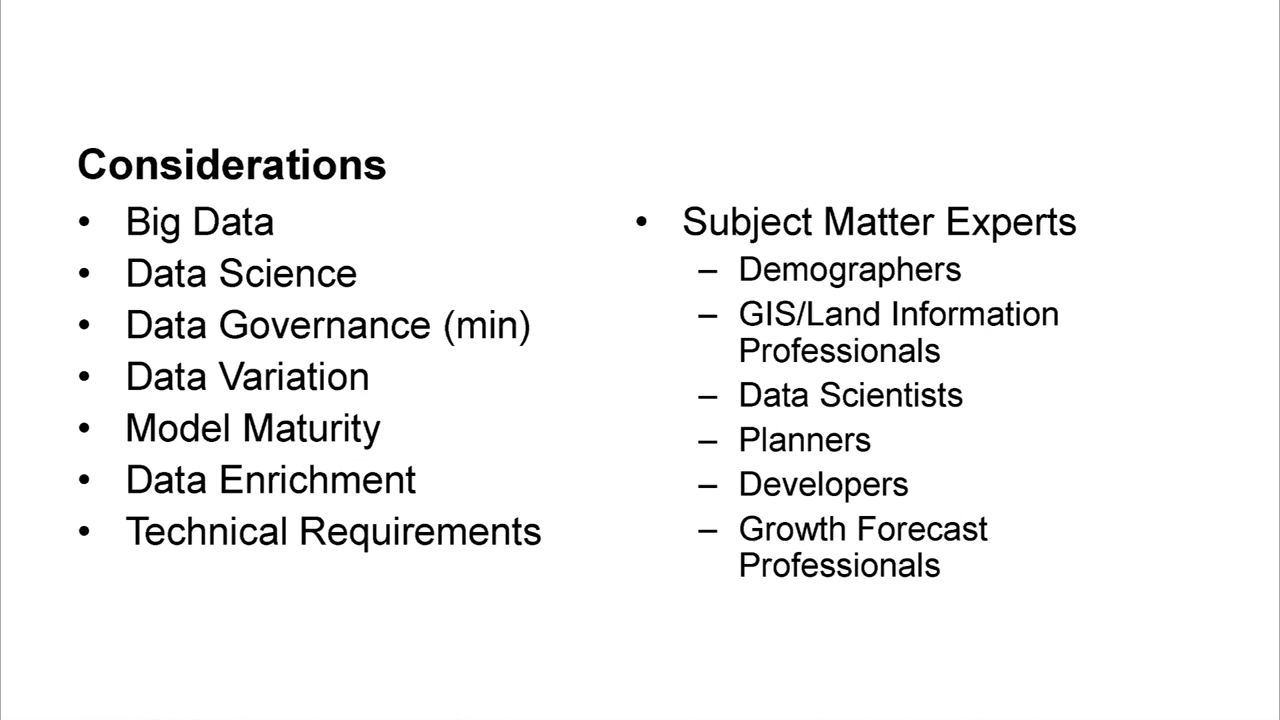 Considerations
• Big Data
• Data Science
• Data Governance (min)
• Data Variation
• Model Maturity
• Data Enrichment
• Technical Requirements
• Subject Matter Experts
– Demographers
– GIS/Land Information
Professionals
– Data Scientists
– Planners
– Developers
– Growth Forecast
Professionals